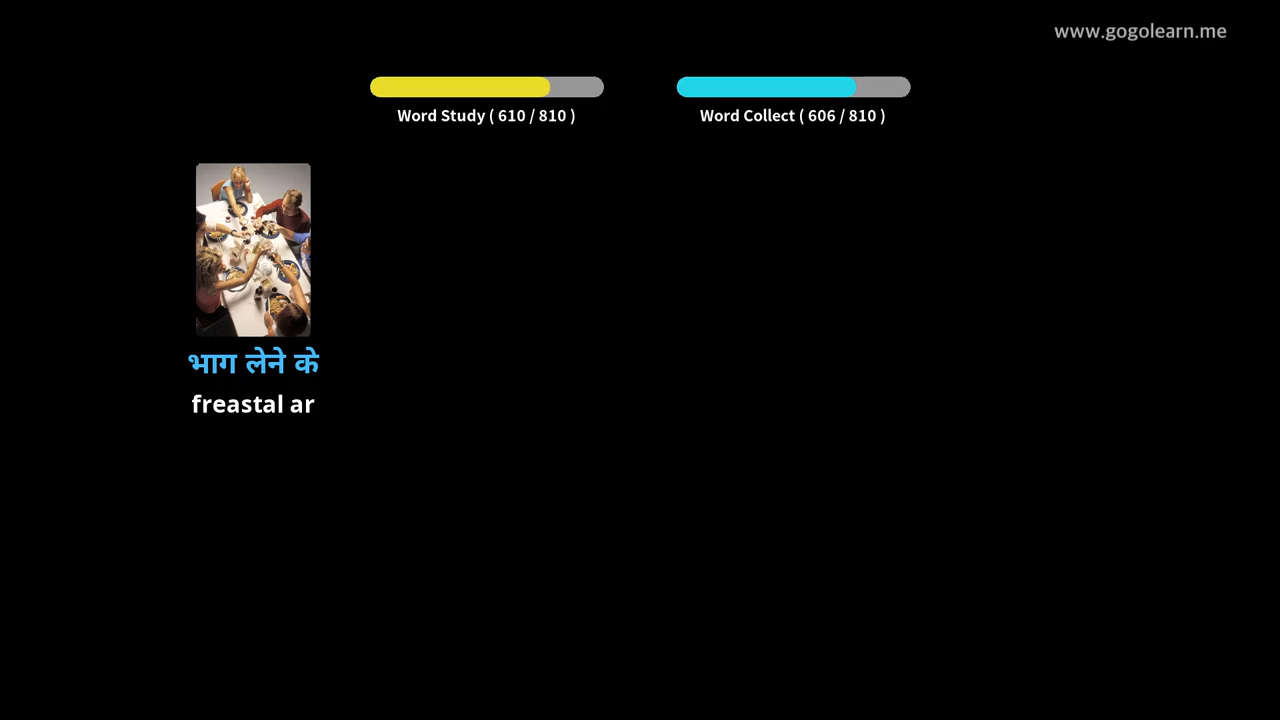 www.gogolearn.me
Word Study ( 610 / 810 )
Word Collect ( 606 / 810 )
भाग लेने के
freastal ar